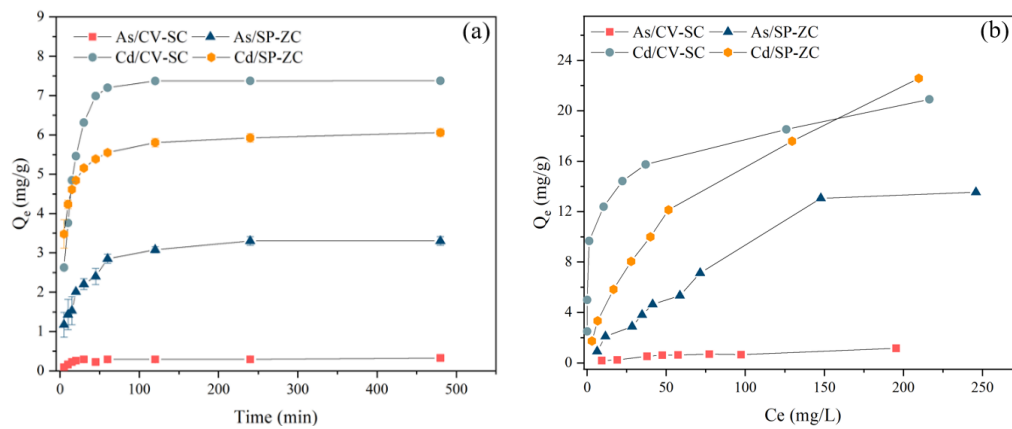 As/CV-SC As/SP-ZC (a)
Cd/CV-SC Cd/SP-ZC
9
8
7
6
5
4
3
2
1
0
Qe (mg/g)
0 100 200 300 400 500
Time (min)
As/CV-SC As/SP-ZC (b)
Cd/CV-SC Cd/SP-ZC
24
20
16
12
8
4
0
Qe (mg/g)
0 50 100 150 200 250
Ce (mg/L)